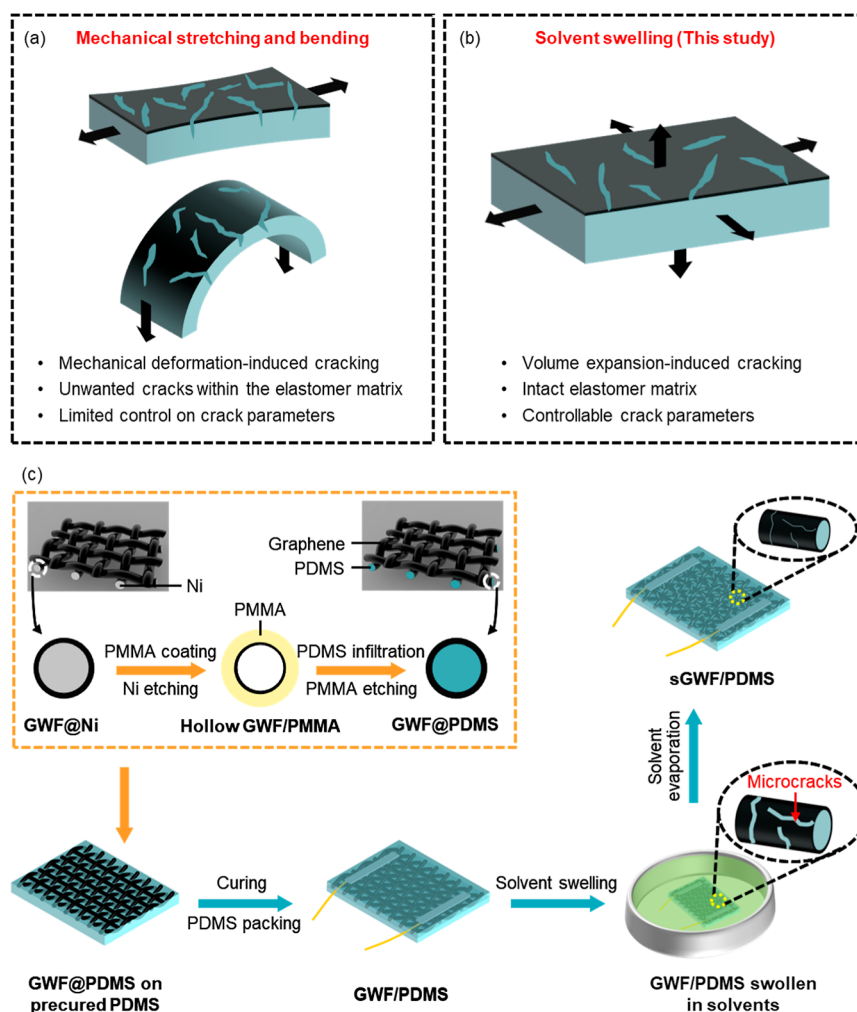 (a) Mechanical stretching and bending
• Mechanical deformation-induced cracking
• Unwanted cracks within the elastomer matrix
• Limited control on crack parameters
(b) Solvent swelling (This study)
• Volume expansion-induced cracking
• Intact elastomer matrix
• Controllable crack parameters
(c)
Graphene
PDMS
Ni
PMMA
PMMA coating
Ni etching
PDMS infiltration
PMMA etching
GWF@Ni
Hollow GWF/PMMA
GWF@PDMS
sGWF/PDMS
Solvent
evaporation
Microcracks
Curing
PDMS packing
Solvent swelling
GWF@PDMS on
precured PDMS
GWF/PDMS
GWF/PDMS swollen
in solvents